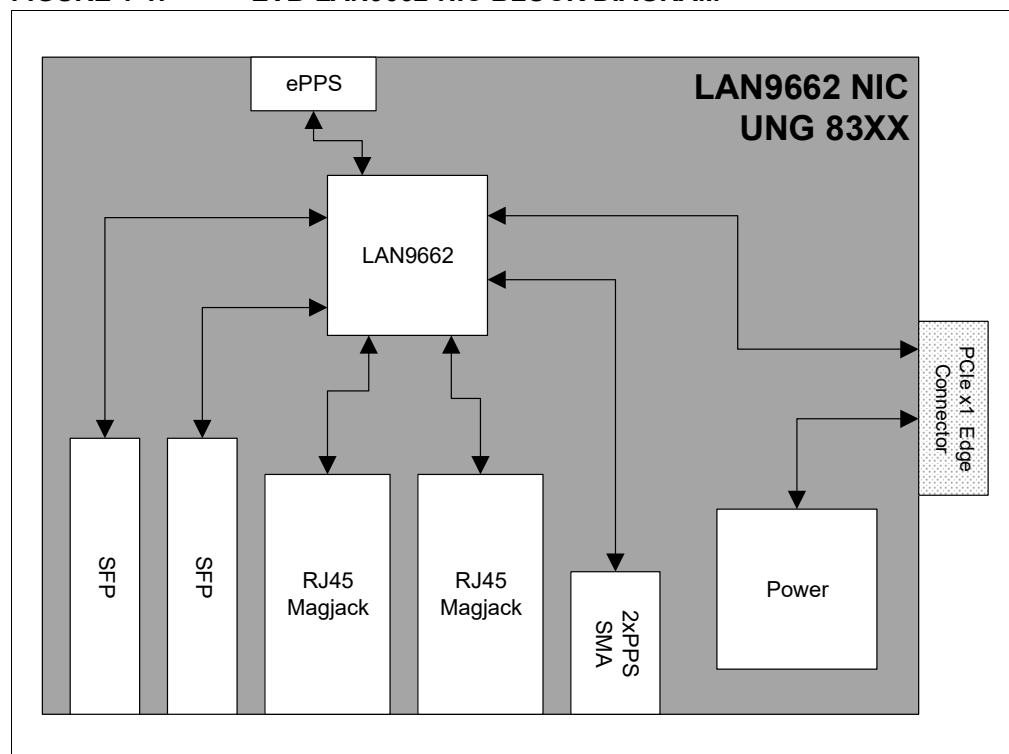 ePPS
LAN9662 NIC
UNG 83XX
LAN9662
PCIe x1 Edge
Connector
SFP
SFP
RJ45
Magjack
RJ45
Magjack
2xPPS
SMA
Power